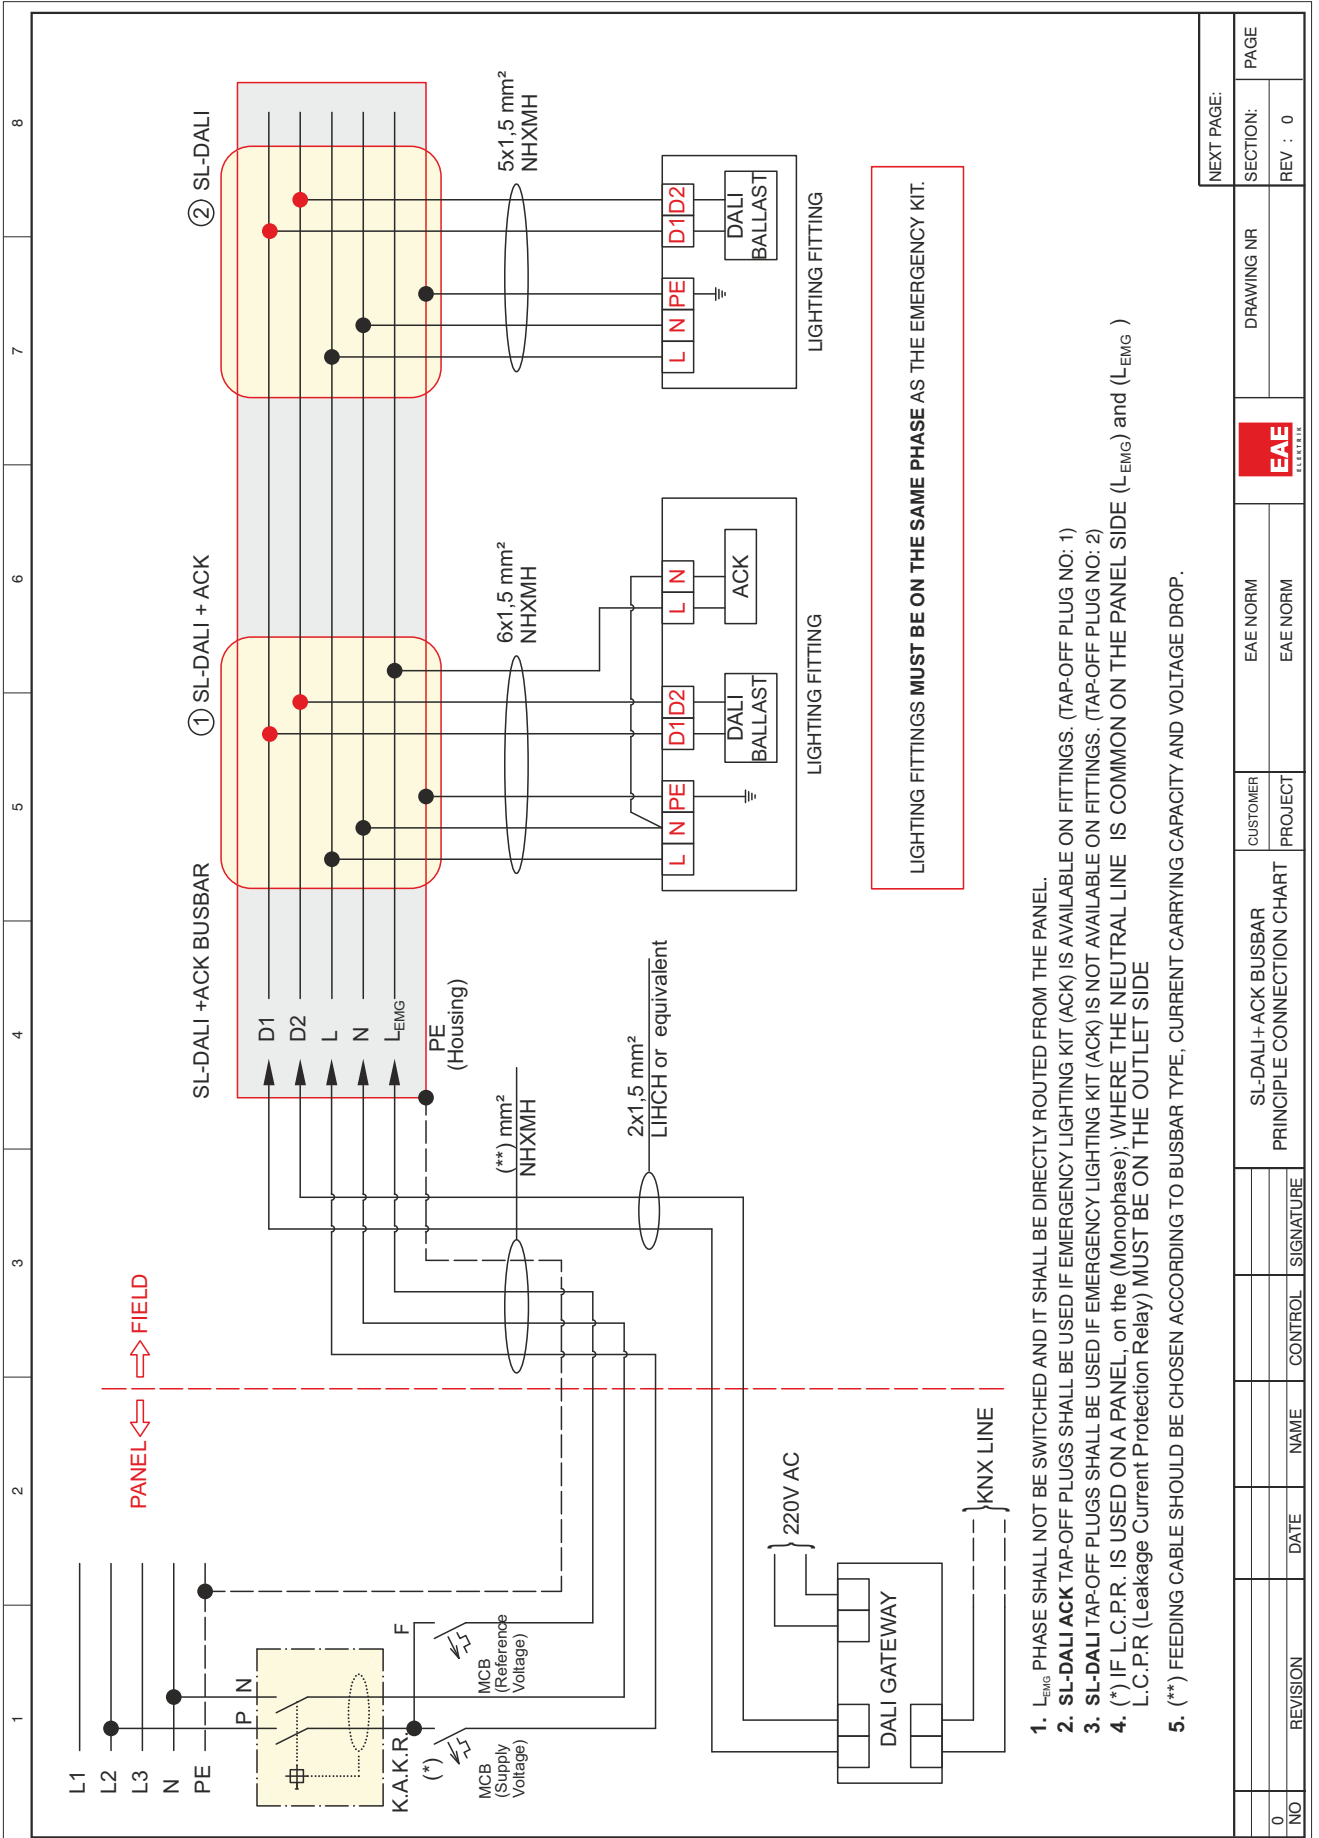 1
2
3
4
5
6
7
8
L1
L2
L3
N
PE
P
N
K.A.K.R.
(*)
F
MCB
(Supply
Voltage)
MCB
(Reference
Voltage)
PANEL
FIELD
220V AC
DALI GATEWAY
KNX LINE
(**) mm²
NHXMH
2x1,5 mm²
LIHCH or equivalent
SL-DALI +ACK BUSBAR
D1
D2
L
N
LEMG
PE
(Housing)
1 SL-DALI + ACK
6x1,5 mm²
NHXMH
L N PE D1 D2 L N
DALI
BALLAST
ACK
LIGHTING FITTING
2 SL-DALI
5x1,5 mm²
NHXMH
L N PE D1 D2
DALI
BALLAST
LIGHTING FITTING
LIGHTING FITTINGS MUST BE ON THE SAME PHASE AS THE EMERGENCY KIT.
1. LEMG PHASE SHALL NOT BE SWITCHED AND IT SHALL BE DIRECTLY ROUTED FROM THE PANEL.
2. SL-DALI ACK TAP-OFF PLUGS SHALL BE USED IF EMERGENCY LIGHTING KIT (ACK) IS AVAILABLE ON FITTINGS. (TAP-OFF PLUG NO: 1)
3. SL-DALI TAP-OFF PLUGS SHALL BE USED IF EMERGENCY LIGHTING KIT (ACK) IS NOT AVAILABLE ON FITTINGS. (TAP-OFF PLUG NO: 2)
4. (*) IF L.C.P.R. IS USED ON A PANEL, on the (Monophase); WHERE THE NEUTRAL LINE IS COMMON ON THE PANEL SIDE (LEMG) and (LEMG )
L.C.P.R (Leakage Current Protection Relay) MUST BE ON THE OUTLET SIDE
5. (**) FEEDING CABLE SHOULD BE CHOSEN ACCORDING TO BUSBAR TYPE, CURRENT CARRYING CAPACITY AND VOLTAGE DROP.
NEXT PAGE:
0
NO
REVISION
DATE
NAME
CONTROL
SIGNATURE
SL-DALI+ACK BUSBAR
PRINCIPLE CONNECTION CHART
CUSTOMER
EAE NORM
PROJECT
EAE NORM
EAE
ELEKTRIK
DRAWING NR
SECTION:
PAGE
REV : 0